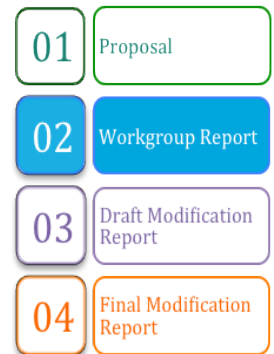 01
Proposal
02
Workgroup Report
03
Draft Modification
Report
04
Final Modification
Report